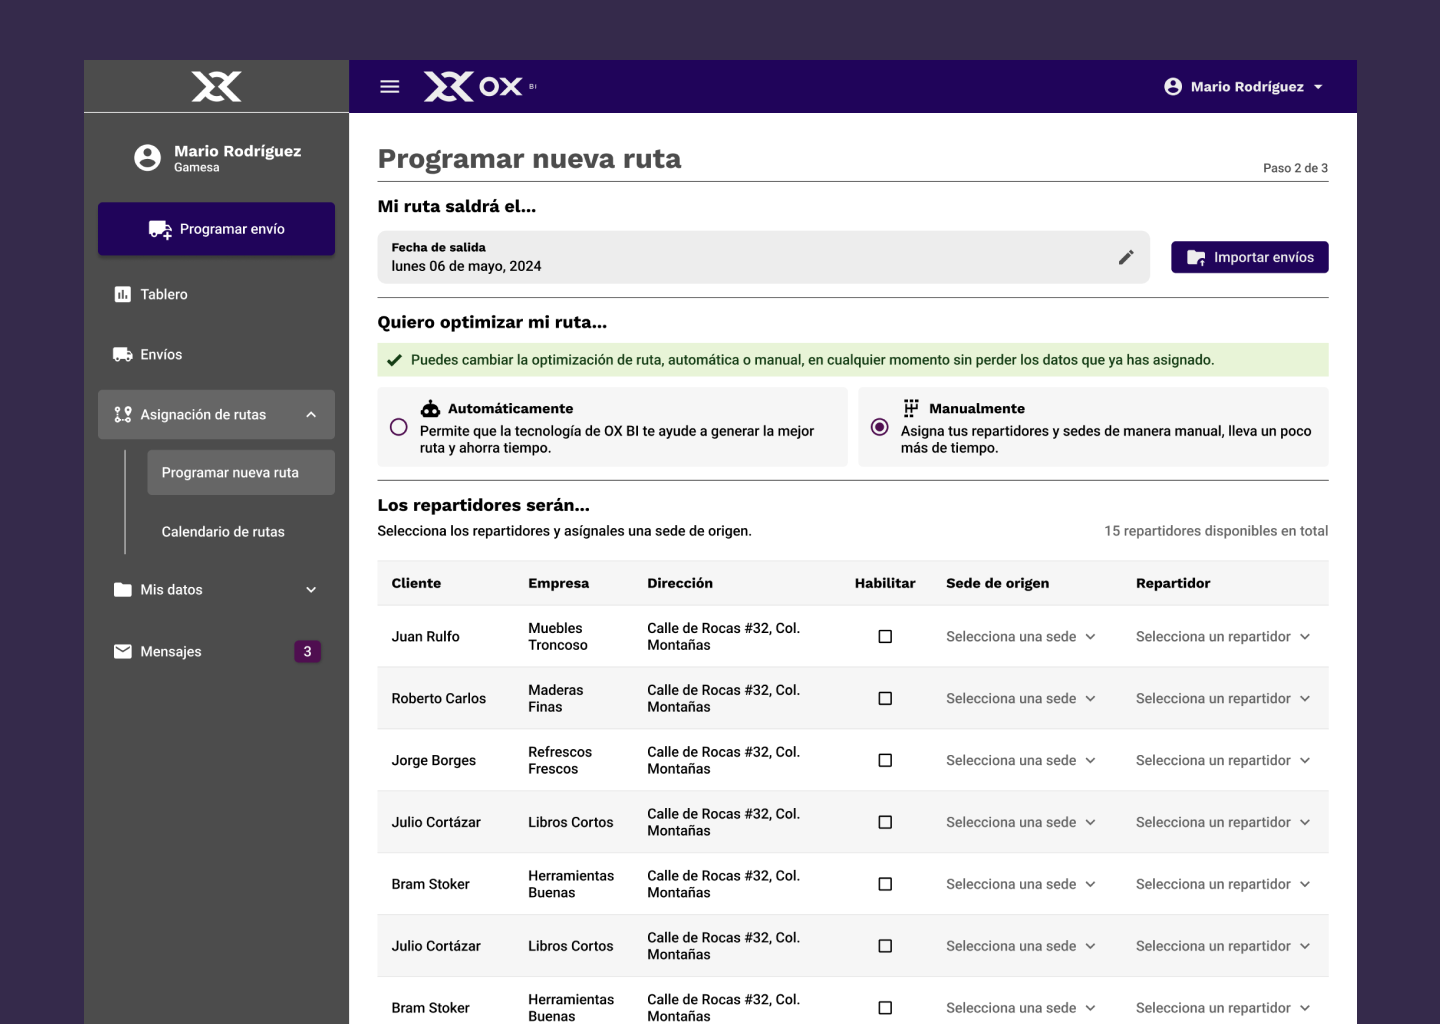 OX BI
Mario Rodríguez
Mario Rodríguez
Gamesa
Programar envío
Tablero
Envíos
Asignación de rutas
Programar nueva ruta
Calendario de rutas
Mis datos
Mensajes 3
Programar nueva ruta
Paso 2 de 3
Mi ruta saldrá el...
Fecha de salida
lunes 06 de mayo, 2024
Importar envíos
Quiero optimizar mi ruta...
Puedes cambiar la optimización de ruta, automática o manual, en cualquier momento sin perder los datos que ya has asignado.
Automáticamente
Permite que la tecnología de OX BI te ayude a generar la mejor
ruta y ahorra tiempo.
Manualmente
Asigna tus repartidores y sedes de manera manual, lleva un poco
más de tiempo.
Los repartidores serán...
Selecciona los repartidores y asígnales una sede de origen.
15 repartidores disponibles en total
Cliente Empresa Dirección Habilitar Sede de origen Repartidor
Juan Rulfo
Muebles
Troncoso
Calle de Rocas #32, Col.
Montañas
Selecciona una sede
Selecciona un repartidor
Roberto Carlos
Maderas
Finas
Calle de Rocas #32, Col.
Montañas
Selecciona una sede
Selecciona un repartidor
Jorge Borges
Refrescos
Frescos
Calle de Rocas #32, Col.
Montañas
Selecciona una sede
Selecciona un repartidor
Julio Cortázar
Libros Cortos
Calle de Rocas #32, Col.
Montañas
Selecciona una sede
Selecciona un repartidor
Bram Stoker
Herramientas
Buenas
Calle de Rocas #32, Col.
Montañas
Selecciona una sede
Selecciona un repartidor
Julio Cortázar
Libros Cortos
Calle de Rocas #32, Col.
Montañas
Selecciona una sede
Selecciona un repartidor
Bram Stoker
Herramientas
Buenas
Calle de Rocas #32, Col.
Montañas
Selecciona una sede
Selecciona un repartidor